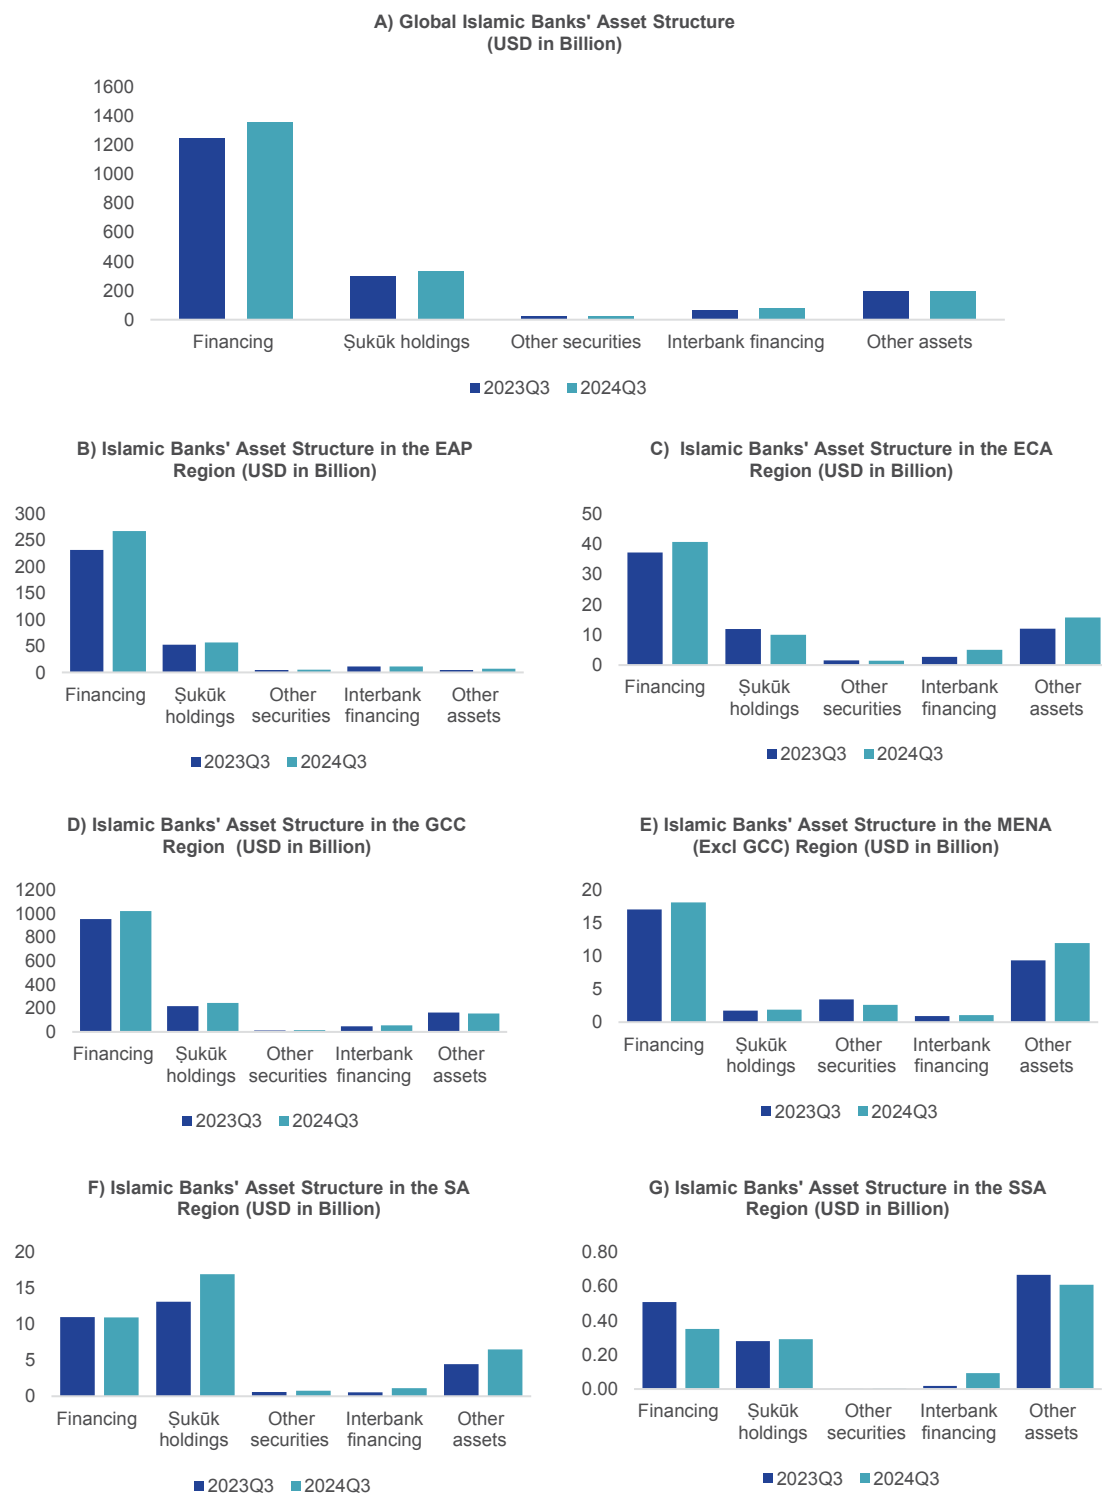 A) Global Islamic Banks' Asset Structure
(USD in Billion)
1600
1400
1200
1000
800
600
400
200
0
Financing
Ṣukūk holdings
Other securities
Interbank financing
Other assets
2023Q3
2024Q3
B) Islamic Banks' Asset Structure in the EAP
Region (USD in Billion)
300
250
200
150
100
50
0
Financing
Ṣukūk
holdings
Other
securities
Interbank
financing
Other
assets
2023Q3
2024Q3
C) Islamic Banks' Asset Structure in the ECA
Region (USD in Billion)
50
40
30
20
10
0
Financing
Ṣukūk
holdings
Other
securities
Interbank
financing
Other
assets
2023Q3
2024Q3
D) Islamic Banks' Asset Structure in the GCC
Region (USD in Billion)
1200
1000
800
600
400
200
0
Financing
Ṣukūk
holdings
Other
securities
Interbank
financing
Other
assets
2023Q3
2024Q3
E) Islamic Banks' Asset Structure in the MENA
(Excl GCC) Region (USD in Billion)
20
15
10
5
0
Financing
Ṣukūk
holdings
Other
securities
Interbank
financing
Other
assets
2023Q3
2024Q3
F) Islamic Banks' Asset Structure in the SA
Region (USD in Billion)
20
15
10
5
0
Financing
Ṣukūk
holdings
Other
securities
Interbank
financing
Other
assets
2023Q3
2024Q3
G) Islamic Banks' Asset Structure in the SSA
Region (USD in Billion)
0.80
0.60
0.40
0.20
0.00
Financing
Ṣukūk
holdings
Other
securities
Interbank
financing
Other
assets
2023Q3
2024Q3